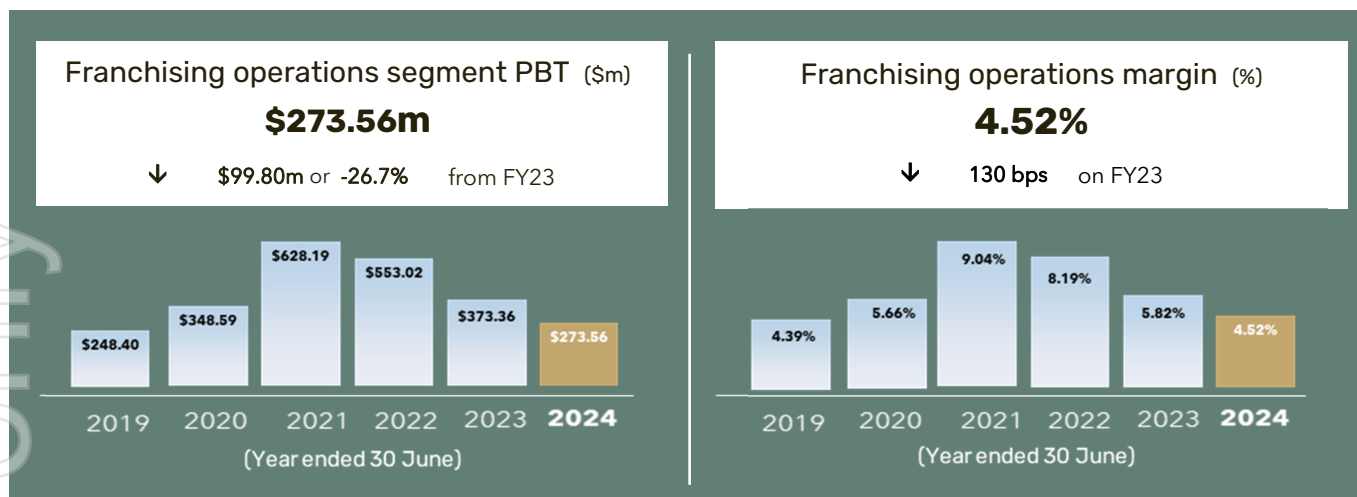 Franchising operations segment PBT ($m)
$273.56m
↓ $99.80m or -26.7% from FY23
$248.40
$348.59
$628.19
$553.02
$373.36
$273.56
2019 2020 2021 2022 2023 2024
(Year ended 30 June)
Franchising operations margin (%)
4.52%
↓ 130 bps on FY23
4.39%
5.66%
9.04%
8.19%
5.82%
4.52%
2019 2020 2021 2022 2023 2024
(Year ended 30 June)